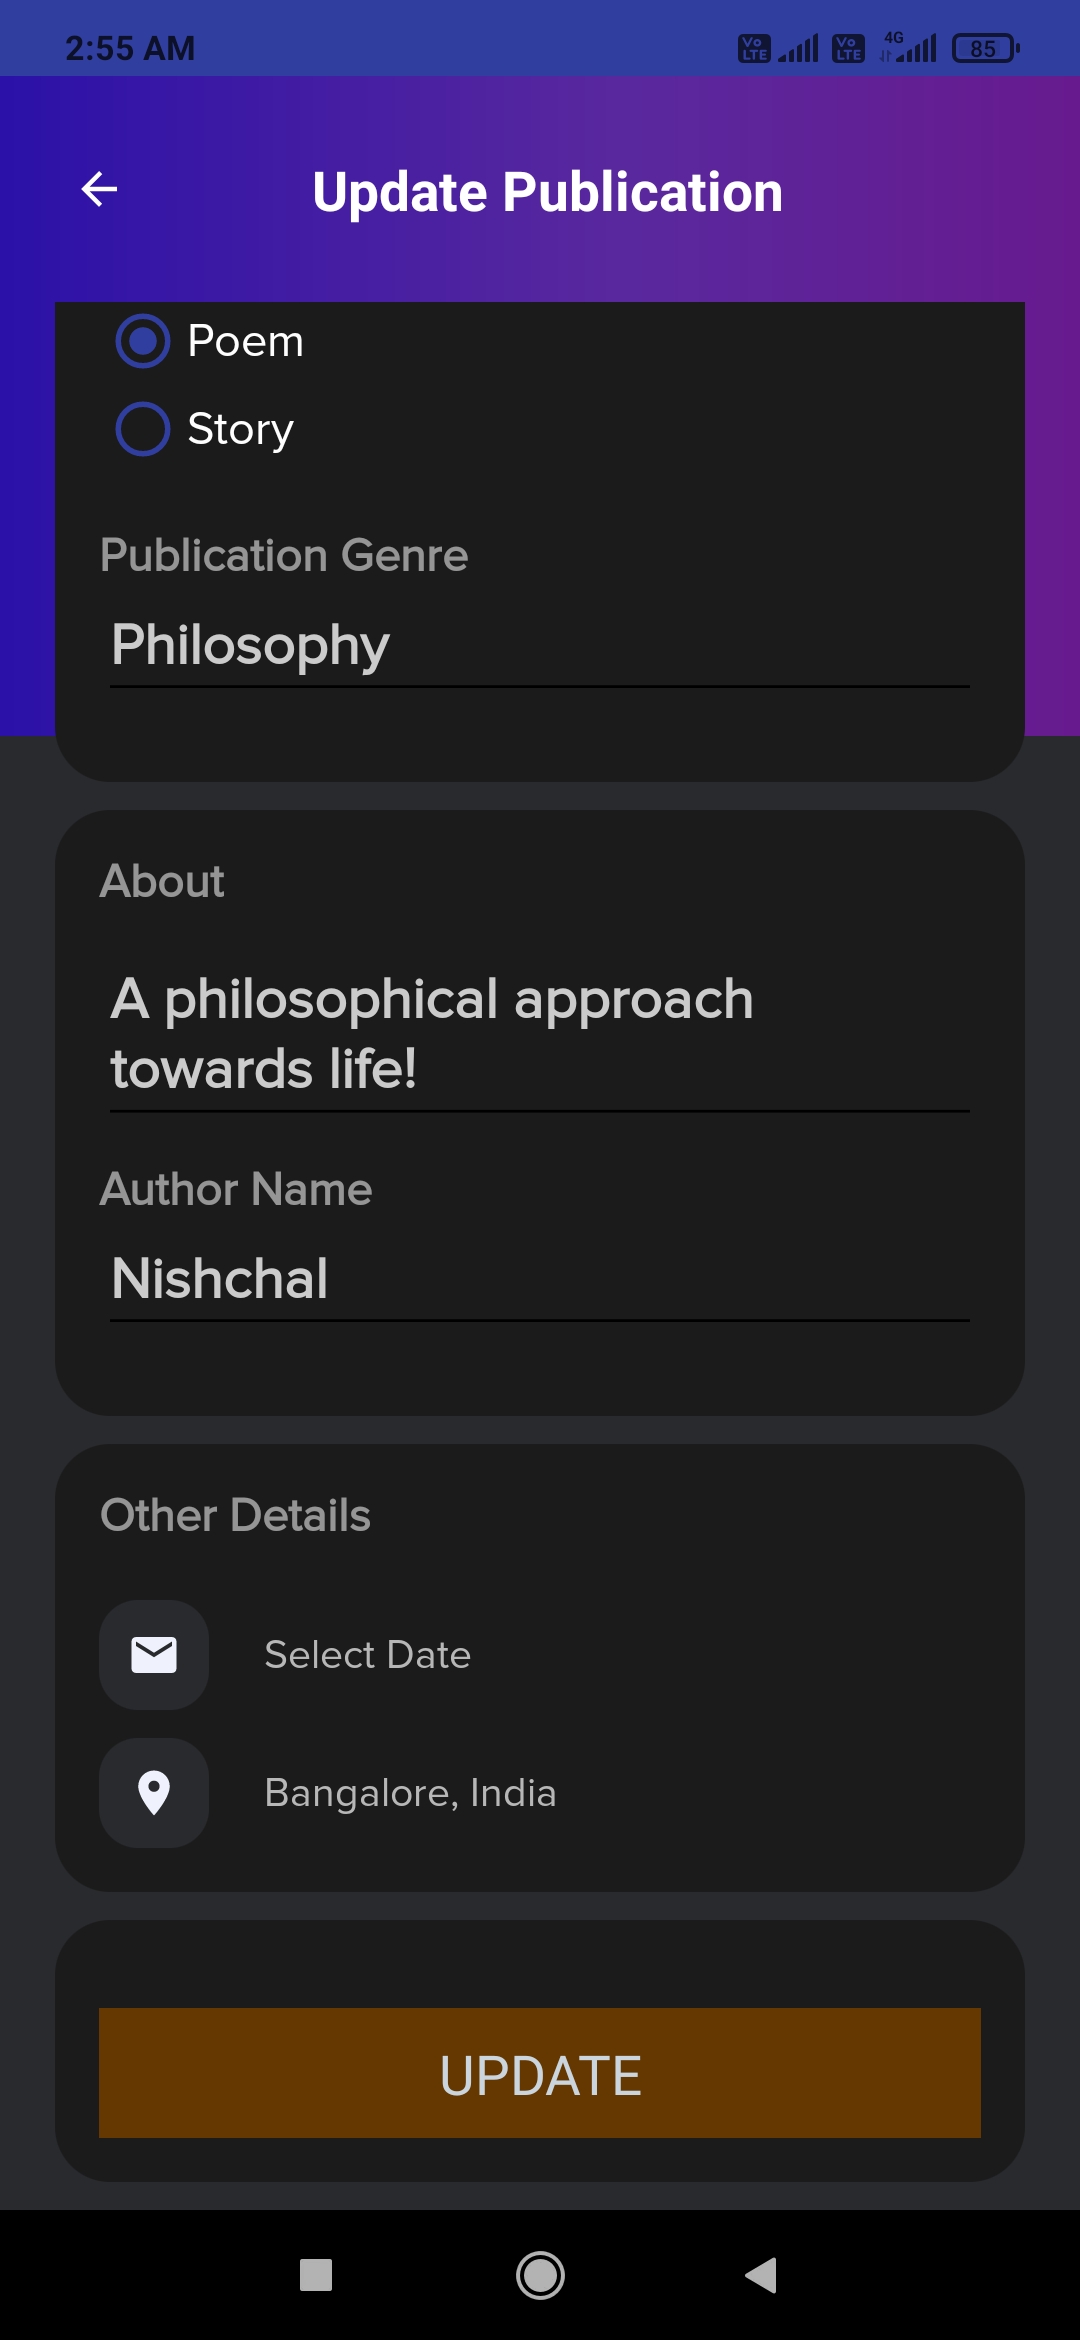 2:55 AM
Vo LTE
Vo LTE
4G
85
Update Publication
Poem
Story
Publication Genre
Philosophy
About
A philosophical approach
towards life!
Author Name
Nishchal
Other Details
Select Date
Bangalore, India
UPDATE